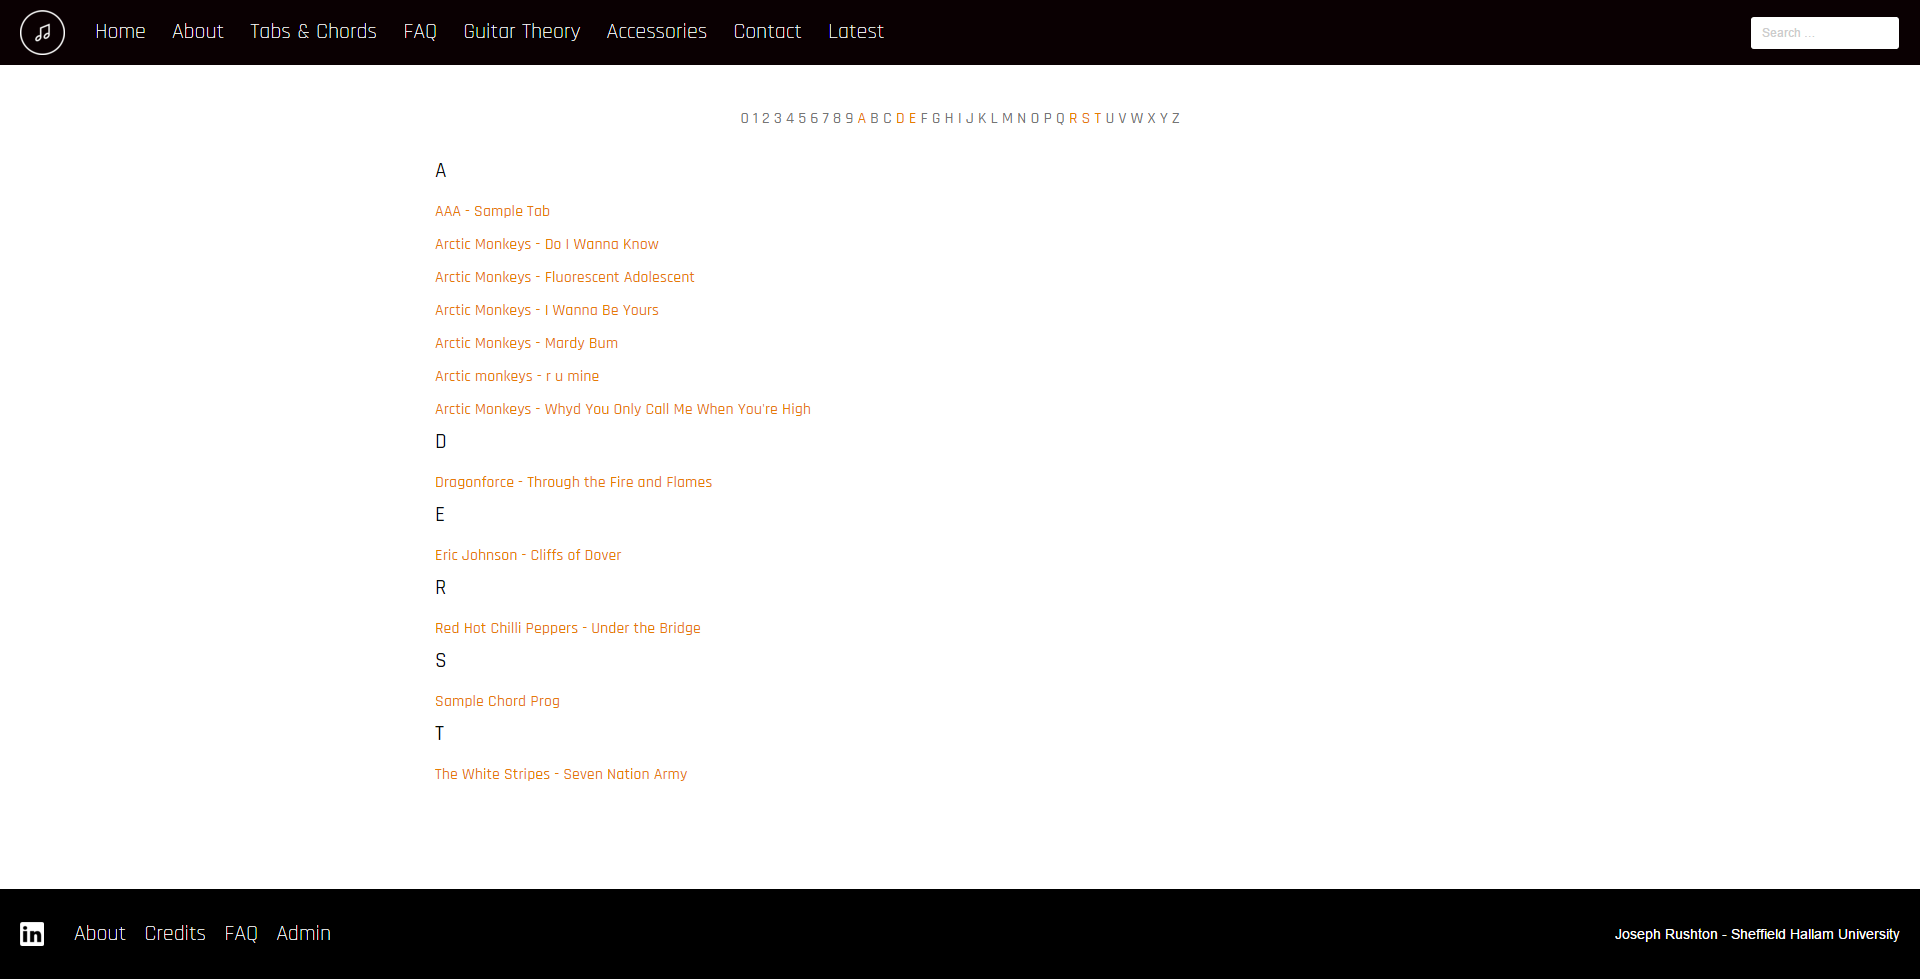 Home About Tabs & Chords FAQ Guitar Theory Accessories Contact Latest Search ...
0 1 2 3 4 5 6 7 8 9 A B C D E F G H I J K L M N O P Q R S T U V W X Y Z
A
AAA - Sample Tab
Arctic Monkeys - Do I Wanna Know
Arctic Monkeys - Fluorescent Adolescent
Arctic Monkeys - I Wanna Be Yours
Arctic Monkeys - Mardy Bum
Arctic monkeys - r u mine
Arctic Monkeys - Whyd You Only Call Me When You're High
D
Dragonforce - Through the Fire and Flames
E
Eric Johnson - Cliffs of Dover
R
Red Hot Chilli Peppers - Under the Bridge
S
Sample Chord Prog
T
The White Stripes - Seven Nation Army
in About Credits FAQ Admin Joseph Rushton - Sheffield Hallam University